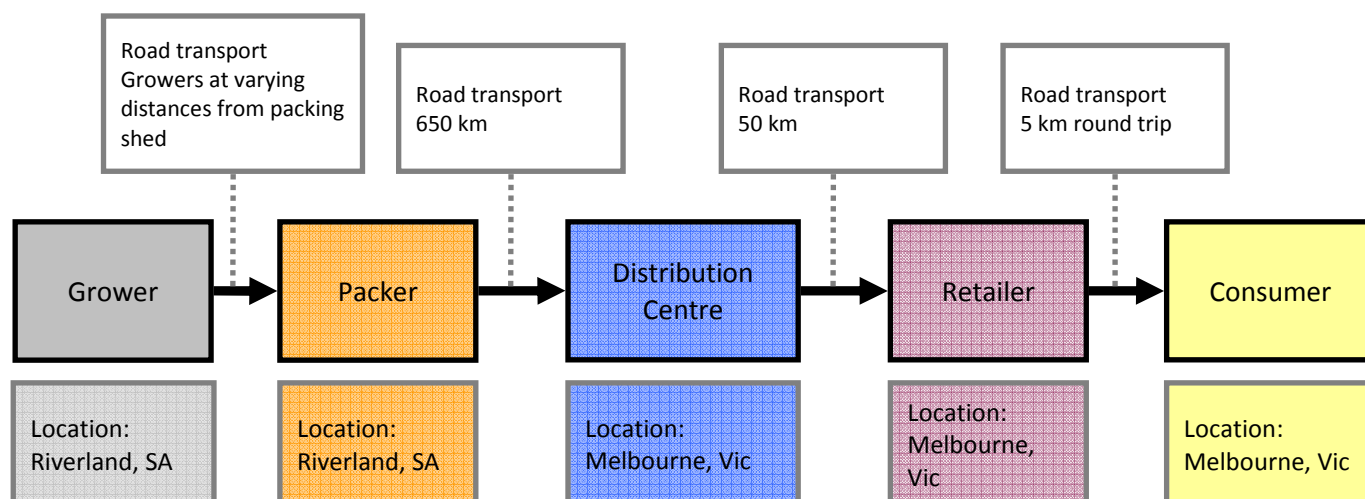 Road transport
Growers at varying
distances from packing
shed
Road transport
650 km
Road transport
50 km
Road transport
5 km round trip
Grower
Packer
Distribution
Centre
Retailer
Consumer
Location:
Riverland, SA
Location:
Riverland, SA
Location:
Melbourne, Vic
Location:
Melbourne,
Vic
Location:
Melbourne, Vic